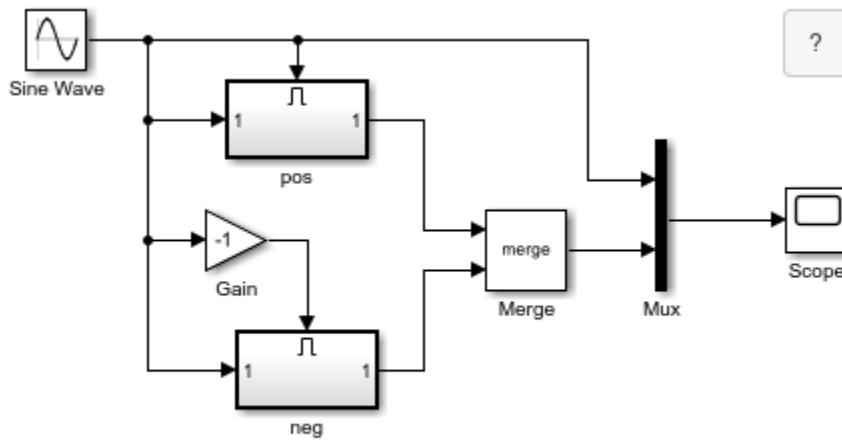 ?
Sine Wave
1 1
pos
-1
Gain
merge
Merge
Mux
Scope
1 1
neg